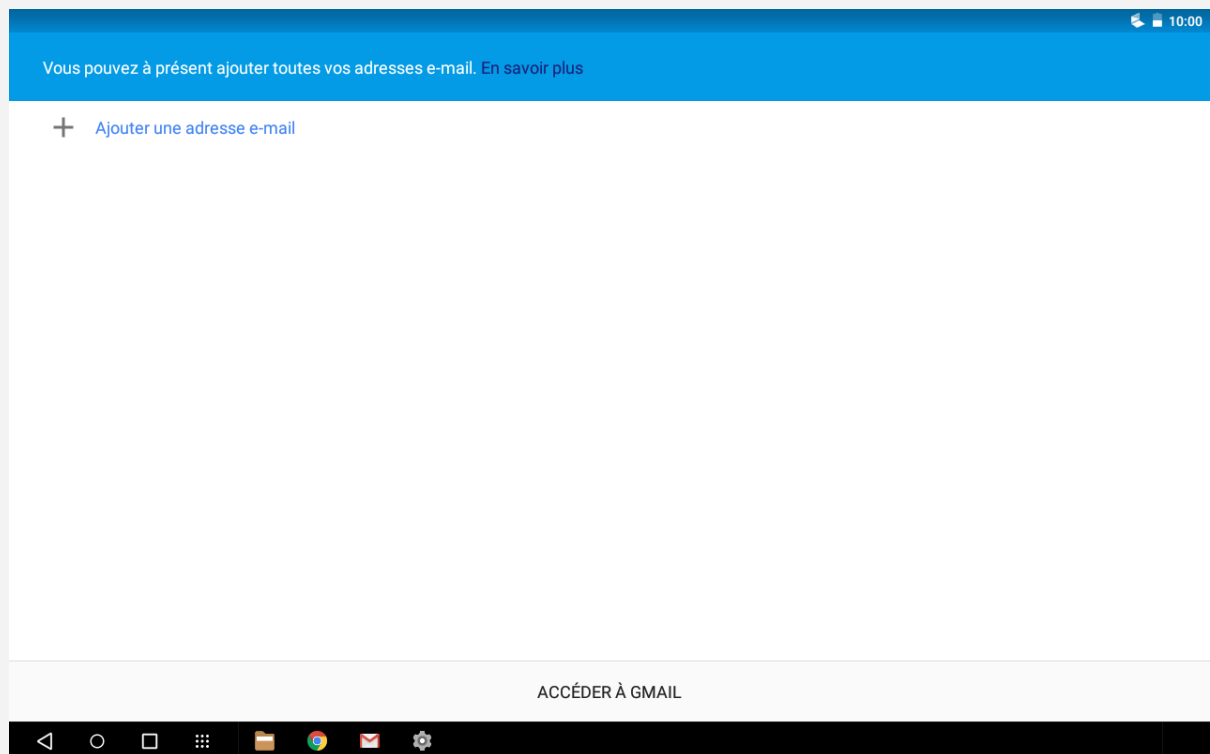 10:00
Vous pouvez à présent ajouter toutes vos adresses e-mail. En savoir plus
Ajouter une adresse e-mail
ACCÉDER À GMAIL